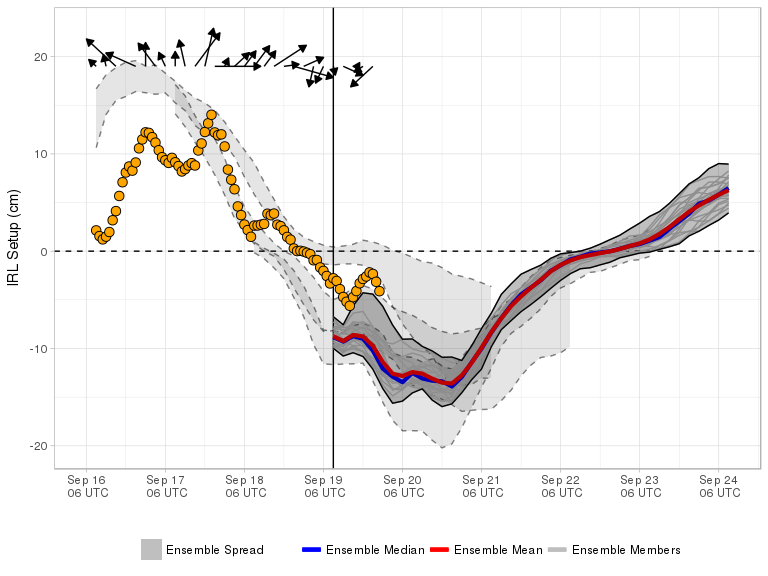 20
10
0
-10
-20
IRL Setup (cm)
Sep 16 Sep 17 Sep 18 Sep 19 Sep 20 Sep 21 Sep 22 Sep 23 Sep 24
06 UTC 06 UTC 06 UTC 06 UTC 06 UTC 06 UTC 06 UTC 06 UTC 06 UTC
Ensemble Spread Ensemble Median Ensemble Mean Ensemble Members